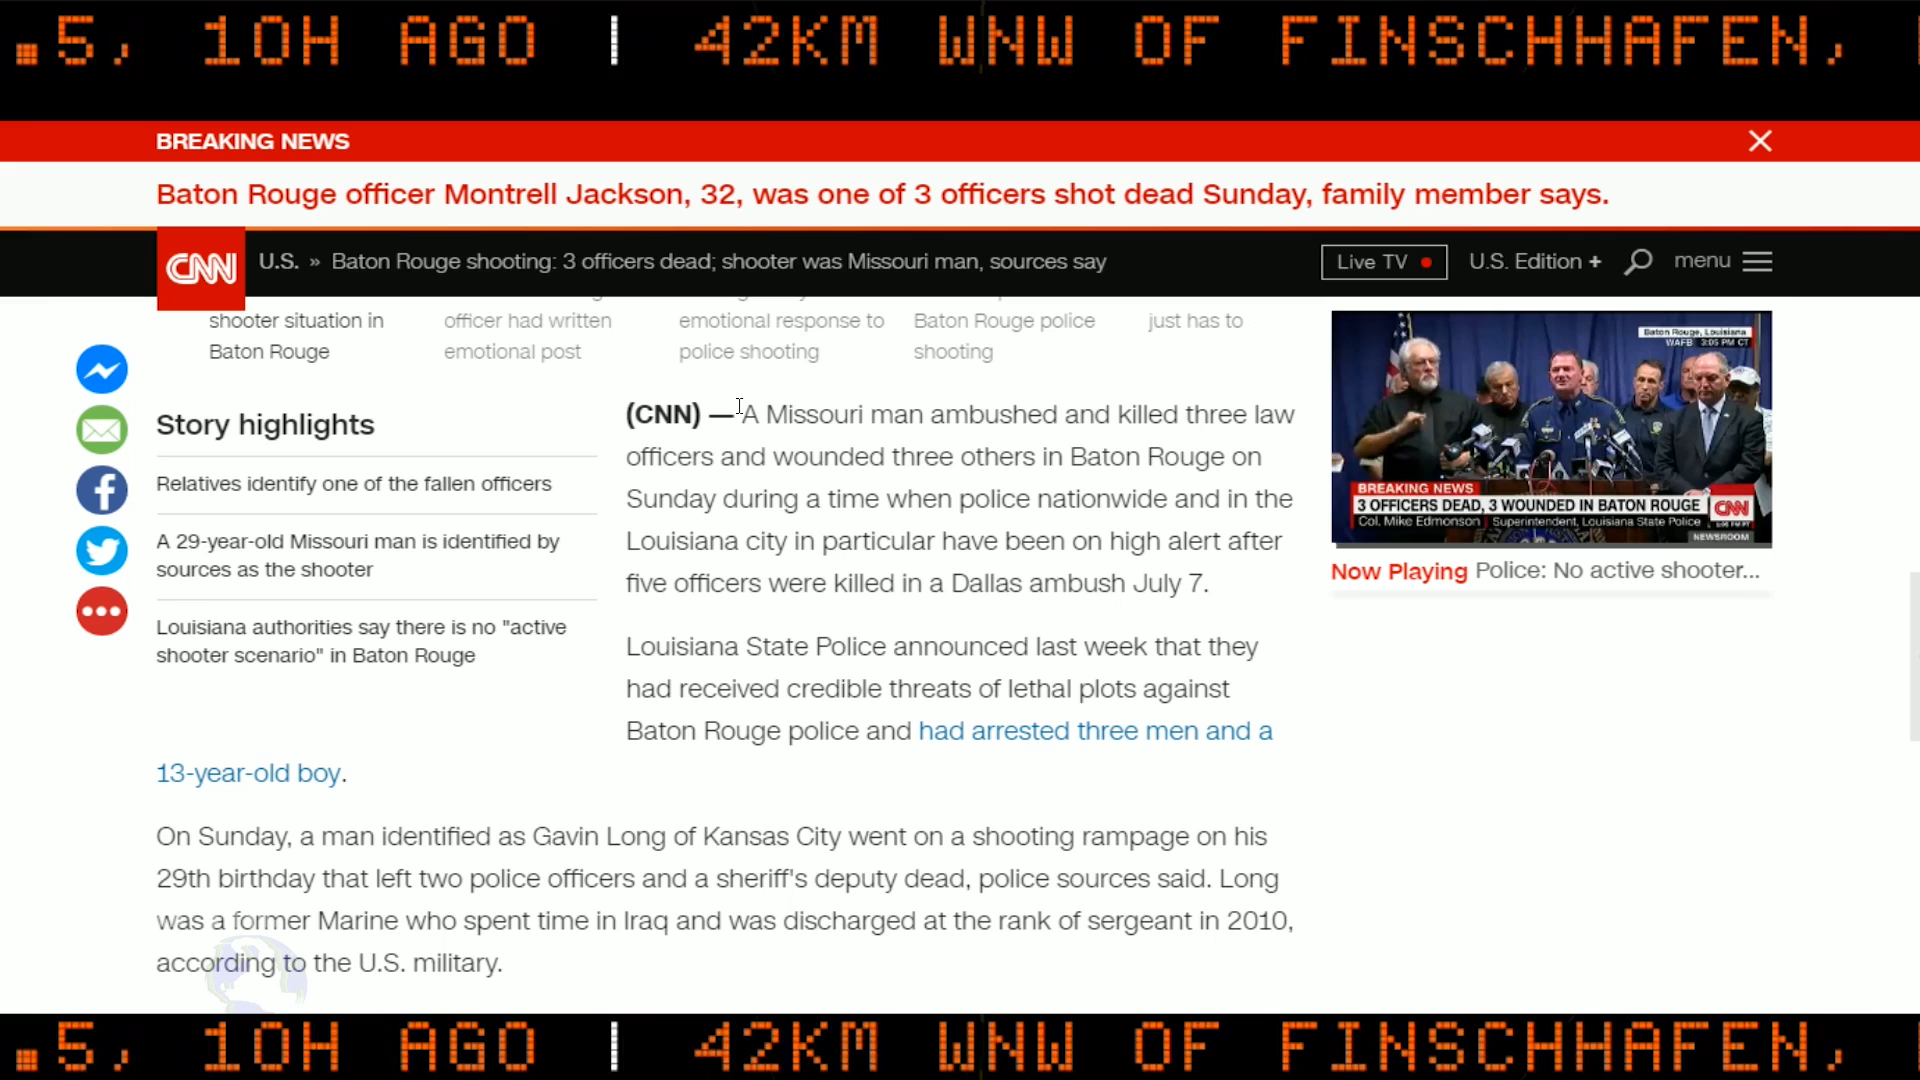 .5, 10H AGO | 42KM WNW OF FINSCHHAFEN,
BREAKING NEWS
Baton Rouge officer Montrell Jackson, 32, was one of 3 officers shot dead Sunday, family member says.
CNN
U.S. » Baton Rouge shooting: 3 officers dead; shooter was Missouri man, sources say
Live TV
U.S. Edition +
menu
shooter situation in
Baton Rouge
officer had written
emotional post
emotional response to
police shooting
Baton Rouge police
shooting
just has to
Story highlights
Relatives identify one of the fallen officers
A 29-year-old Missouri man is identified by
sources as the shooter
Louisiana authorities say there is no "active
shooter scenario" in Baton Rouge
(CNN) — A Missouri man ambushed and killed three law
officers and wounded three others in Baton Rouge on
Sunday during a time when police nationwide and in the
Louisiana city in particular have been on high alert after
five officers were killed in a Dallas ambush July 7.
Louisiana State Police announced last week that they
had received credible threats of lethal plots against
Baton Rouge police and had arrested three men and a
13-year-old boy.
On Sunday, a man identified as Gavin Long of Kansas City went on a shooting rampage on his
29th birthday that left two police officers and a sheriff's deputy dead, police sources said. Long
was a former Marine who spent time in Iraq and was discharged at the rank of sergeant in 2010,
according to the U.S. military.
Baton Rouge, Louisiana
WAFB 3:05 PM CT
BREAKING NEWS
3 OFFICERS DEAD, 3 WOUNDED IN BATON ROUGE
CNN
Col. Mike Edmonson | Superintendent, Louisiana State Police
NEWSROOM
Now Playing Police: No active shooter...
.5, 10H AGO | 42KM WNW OF FINSCHHAFEN,